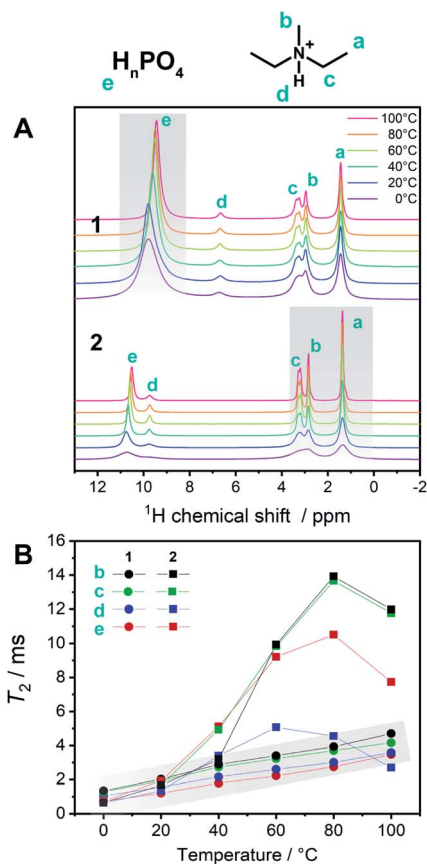 HnPO4
e
b
a
N+
H
c
d
A
e
100°C
80°C
60°C
40°C
20°C
0°C
a
b
c
d
1
2
a
b
c
e
d
12 10 8 6 4 2 0 -2
1H chemical shift / ppm
B
1 2
b
c
d
e
16
14
12
10
8
6
4
2
0
T2 / ms
0 20 40 60 80 100
Temperature / °C